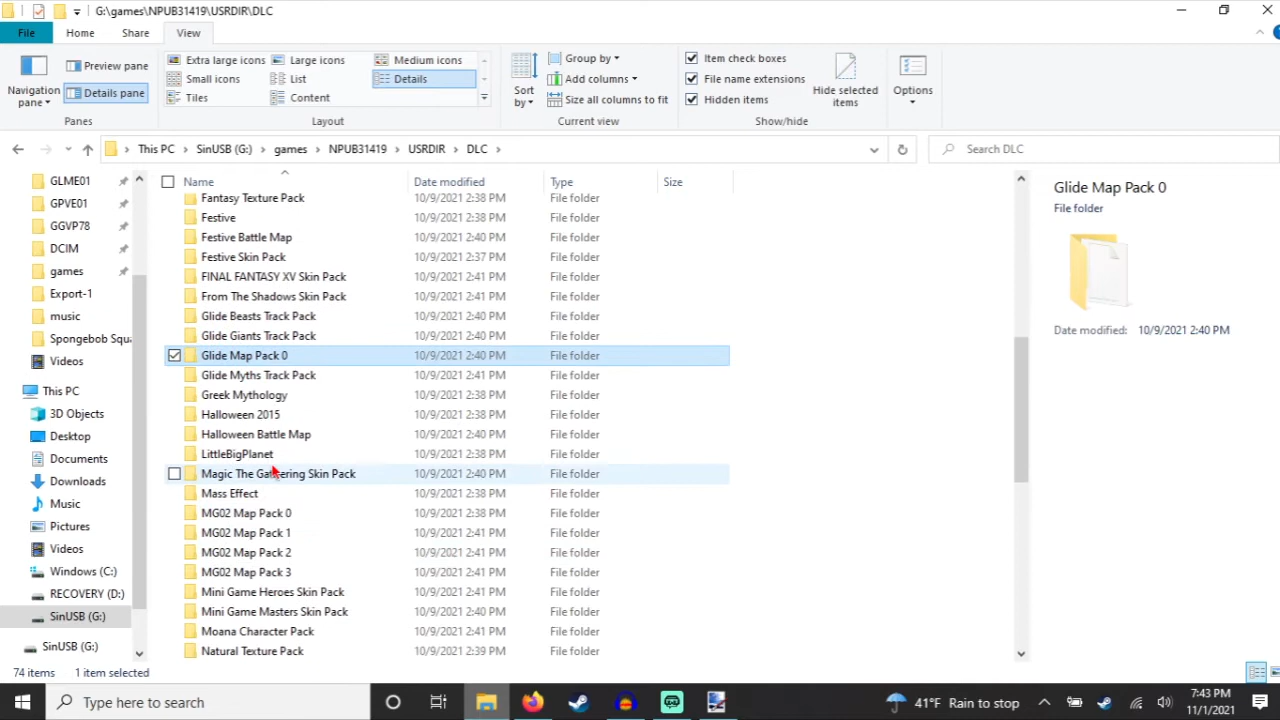 G:\games\NPUB31419\USRDIR\DLC
File Home Share View
Navigation pane
Preview pane
Details pane
Panes
Extra large icons Large icons Medium icons
Small icons List Details
Tiles Content
Layout
Sort by
Group by
Add columns
Size all columns to fit
Current view
Item check boxes
File name extensions
Hidden items
Hide selected items
Show/hide
Options
This PC SinUSB (G:) games NPUB31419 USRDIR DLC
Search DLC
GLME01
GPVE01
GGVP78
DCIM
games
Export-1
music
Spongebob Squ
Videos
This PC
3D Objects
Desktop
Documents
Downloads
Music
Pictures
Videos
Windows (C:)
RECOVERY (D:)
SinUSB (G:)
SinUSB (G:)
Name Date modified Type Size
Fantasy Texture Pack 10/9/2021 2:38 PM File folder
Festive 10/9/2021 2:38 PM File folder
Festive Battle Map 10/9/2021 2:40 PM File folder
Festive Skin Pack 10/9/2021 2:37 PM File folder
FINAL FANTASY XV Skin Pack 10/9/2021 2:41 PM File folder
From The Shadows Skin Pack 10/9/2021 2:41 PM File folder
Glide Beasts Track Pack 10/9/2021 2:40 PM File folder
Glide Giants Track Pack 10/9/2021 2:40 PM File folder
Glide Map Pack 0 10/9/2021 2:40 PM File folder
Glide Myths Track Pack 10/9/2021 2:41 PM File folder
Greek Mythology 10/9/2021 2:38 PM File folder
Halloween 2015 10/9/2021 2:38 PM File folder
Halloween Battle Map 10/9/2021 2:40 PM File folder
LittleBigPlanet 10/9/2021 2:38 PM File folder
Magic The Gathering Skin Pack 10/9/2021 2:40 PM File folder
Mass Effect 10/9/2021 2:38 PM File folder
MG02 Map Pack 0 10/9/2021 2:38 PM File folder
MG02 Map Pack 1 10/9/2021 2:41 PM File folder
MG02 Map Pack 2 10/9/2021 2:41 PM File folder
MG02 Map Pack 3 10/9/2021 2:41 PM File folder
Mini Game Heroes Skin Pack 10/9/2021 2:41 PM File folder
Mini Game Masters Skin Pack 10/9/2021 2:40 PM File folder
Moana Character Pack 10/9/2021 2:41 PM File folder
Natural Texture Pack 10/9/2021 2:39 PM File folder
Glide Map Pack 0
File folder
Date modified: 10/9/2021 2:40 PM
74 items 1 item selected
Type here to search
41°F Rain to stop
7:43 PM
11/1/2021